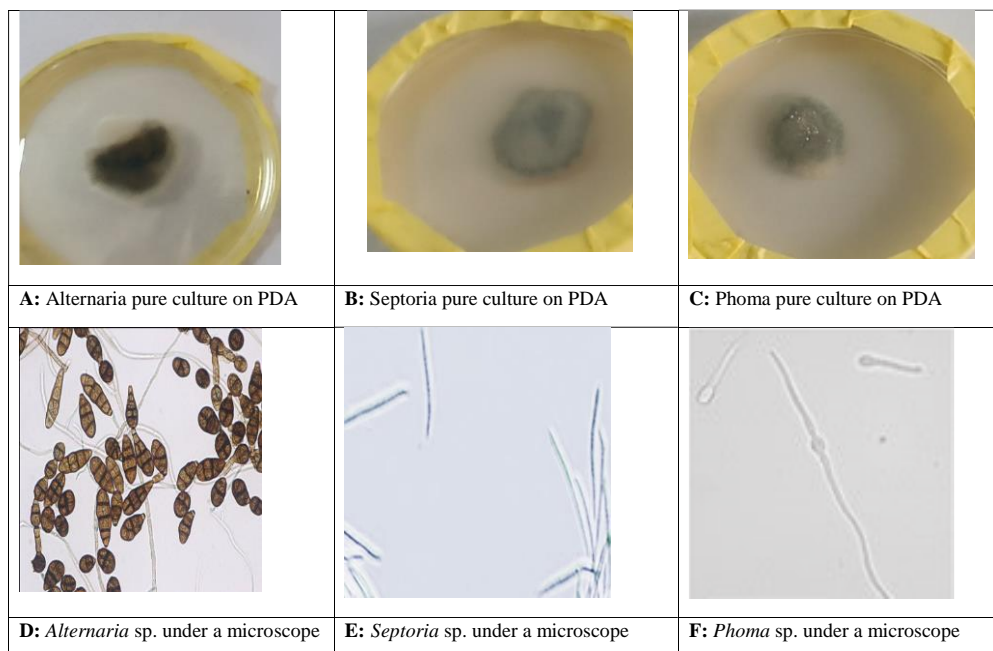 A: Alternaria pure culture on PDA
B: Septoria pure culture on PDA
C: Phoma pure culture on PDA
D: Alternaria sp. under a microscope
E: Septoria sp. under a microscope
F: Phoma sp. under a microscope